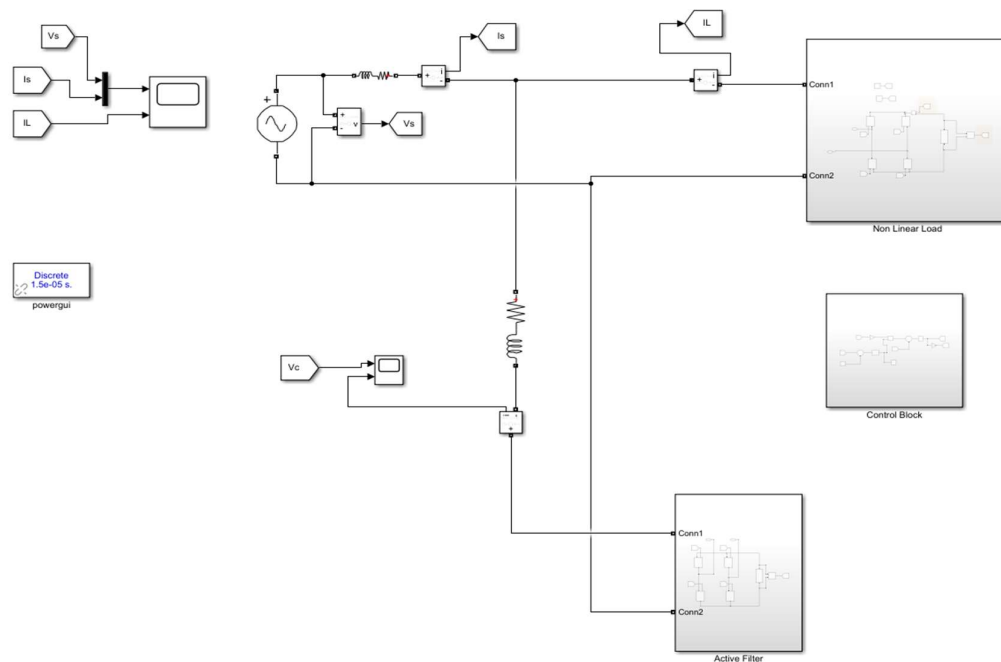 Vs
Is
IL
Is
IL
+
+
-
i
+
-
v
Vs
+
-
i
Conn1
Conn2
Non Linear Load
Discrete
1.5e-05 s.
powergui
Vc
+
Control Block
Conn1
Conn2
Active Filter